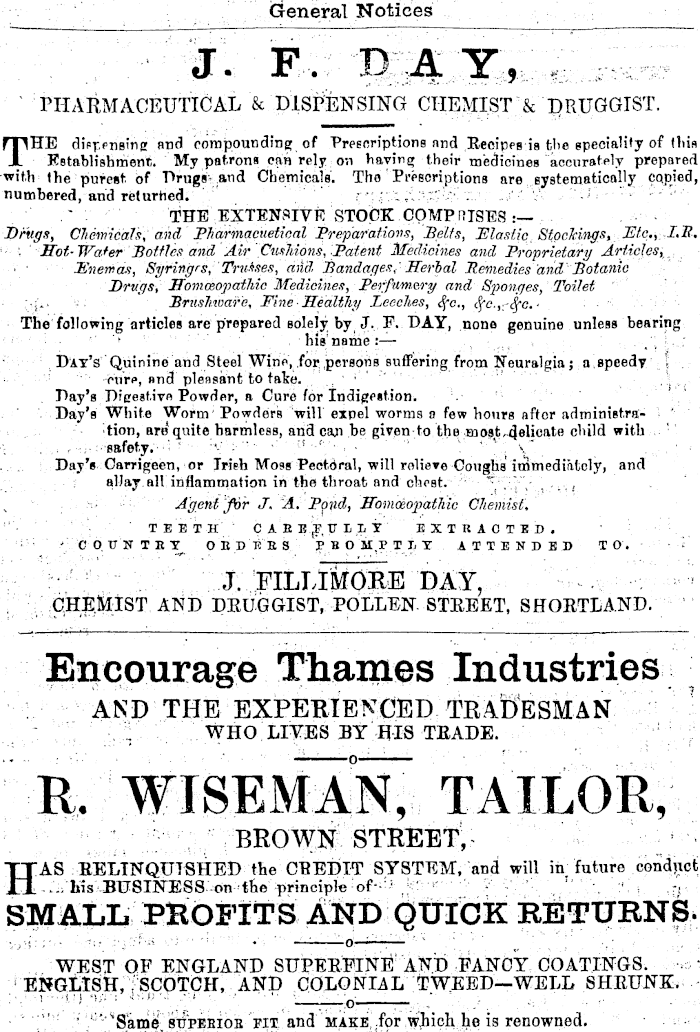 General Notices
J. F. DAY,
PHARMACEUTICAL & DISPENSING CHEMIST & DRUGGIST.
THE dispensing and compounding of Prescriptions and Recipes is the speciality of this
Establishment. My patrons can rely on having their medicines accurately prepared
with the purest of Drugs and Chemicals. The Prescriptions are systematically copied,
numbered, and returned.
THE EXTENSIVE STOCK COMPRISES :—
Drugs, Chemicals, and Pharmacuetical Preparations, Belts, Elastic Stockings, Etc., I.R.
Hot-Water Bottles and Air Cushions, Patent Medicines and Proprietary Articles,
Enemas, Syringes, Trusses, and Bandages, Herbal Remedies and Botanic
Drugs, Homœopathic Medicines, Perfumery and Sponges, Toilet
Brushware, Fine Healthy Leeches, &c., &c., &c.
The following articles are prepared solely by J. F. DAY, none genuine unless bearing
his name :—
DAY'S Quinine and Steel Wine, for persons suffering from Neuralgia ; a speedy
cure, and pleasant to take.
Day's Digestive Powder, a Cure for Indigestion.
Day's White Worm Powders will expel worms a few hours after administra-
tion, are quite harmless, and can be given to the most delicate child with
safety.
Day's Carrigeen, or Irish Moss Pectoral, will relieve Coughs immediately, and
allay all inflammation in the throat and chest.
Agent for J. A. Pond, Homœopathic Chemist.
TEETH CAREFULLY EXTRACTED.
COUNTRY ORDERS PROMPTLY ATTENDED TO.
J. FILLIMORE DAY,
CHEMIST AND DRUGGIST, POLLEN STREET, SHORTLAND.
Encourage Thames Industries
AND THE EXPERIENCED TRADESMAN
WHO LIVES BY HIS TRADE.
R. WISEMAN, TAILOR,
BROWN STREET,
HAS RELINQUISHED the CREDIT SYSTEM, and will in future conduct
his BUSINESS on the principle of
SMALL PROFITS AND QUICK RETURNS.
WEST OF ENGLAND SUPERFINE AND FANCY COATINGS.
ENGLISH, SCOTCH, AND COLONIAL TWEED—WELL SHRUNK.
Same SUPERIOR FIT and MAKE for which he is renowned.